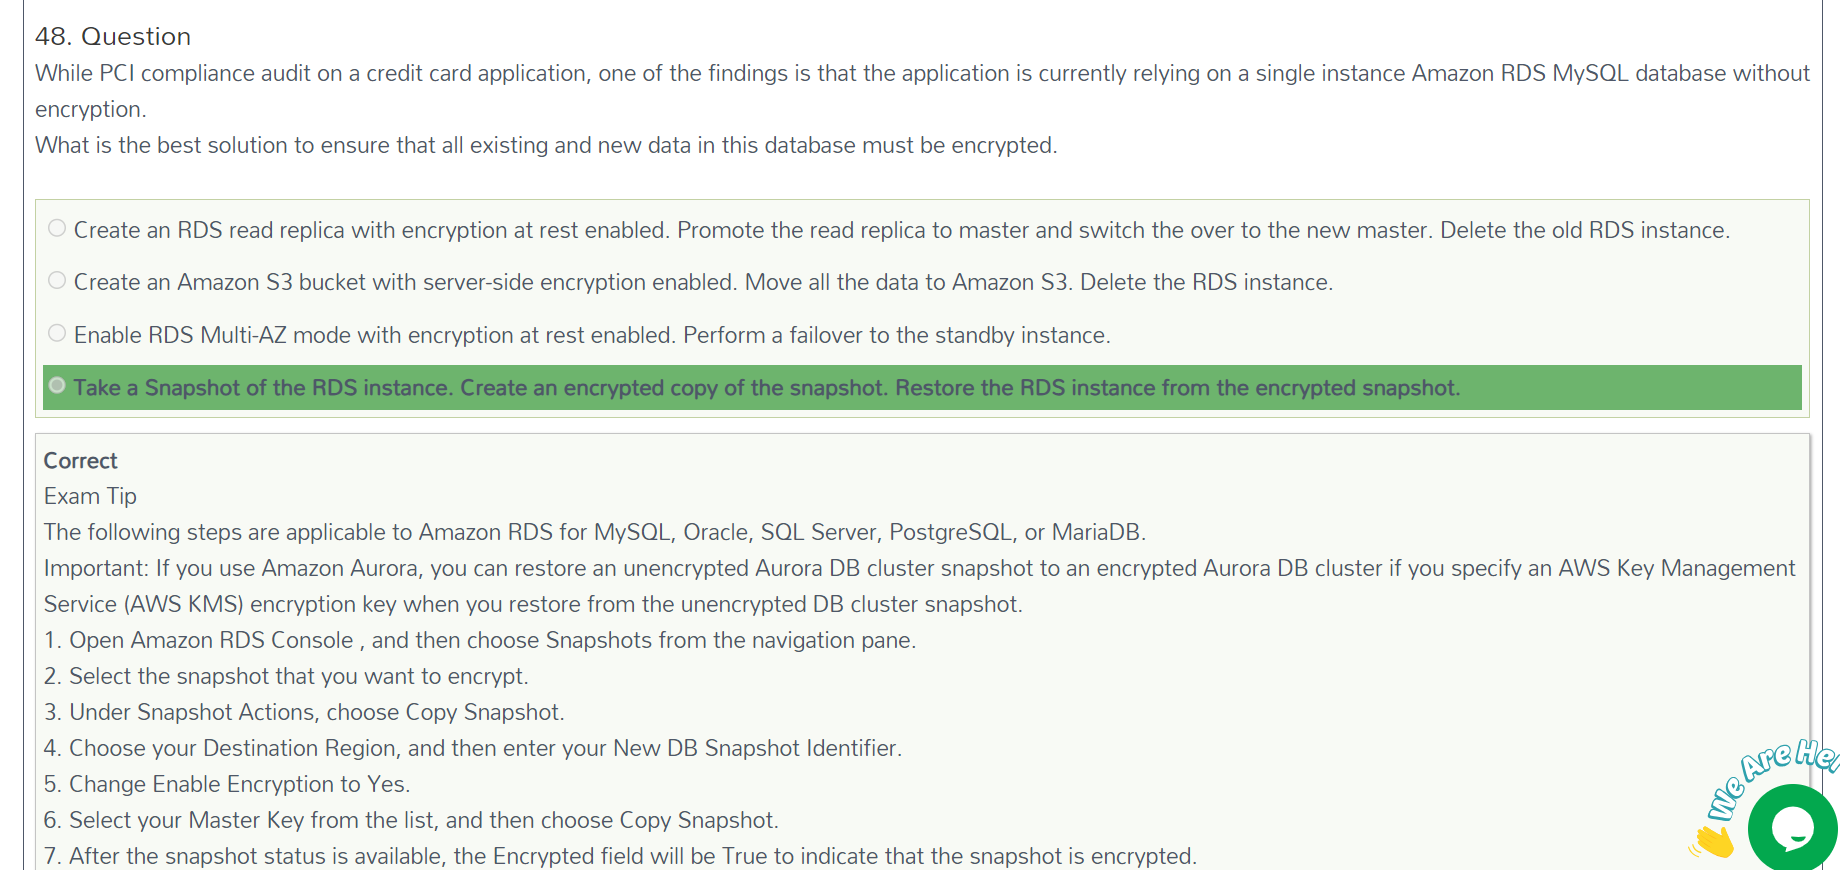 48. Question
While PCI compliance audit on a credit card application, one of the findings is that the application is currently relying on a single instance Amazon RDS MySQL database without
encryption.
What is the best solution to ensure that all existing and new data in this database must be encrypted.
Create an RDS read replica with encryption at rest enabled. Promote the read replica to master and switch the over to the new master. Delete the old RDS instance.
Create an Amazon S3 bucket with server-side encryption enabled. Move all the data to Amazon S3. Delete the RDS instance.
Enable RDS Multi-AZ mode with encryption at rest enabled. Perform a failover to the standby instance.
Take a Snapshot of the RDS instance. Create an encrypted copy of the snapshot. Restore the RDS instance from the encrypted snapshot.
Correct
Exam Tip
The following steps are applicable to Amazon RDS for MySQL, Oracle, SQL Server, PostgreSQL, or MariaDB.
Important: If you use Amazon Aurora, you can restore an unencrypted Aurora DB cluster snapshot to an encrypted Aurora DB cluster if you specify an AWS Key Management
Service (AWS KMS) encryption key when you restore from the unencrypted DB cluster snapshot.
1. Open Amazon RDS Console , and then choose Snapshots from the navigation pane.
2. Select the snapshot that you want to encrypt.
3. Under Snapshot Actions, choose Copy Snapshot.
4. Choose your Destination Region, and then enter your New DB Snapshot Identifier.
5. Change Enable Encryption to Yes.
6. Select your Master Key from the list, and then choose Copy Snapshot.
7. After the snapshot status is available, the Encrypted field will be True to indicate that the snapshot is encrypted.
We Are Her